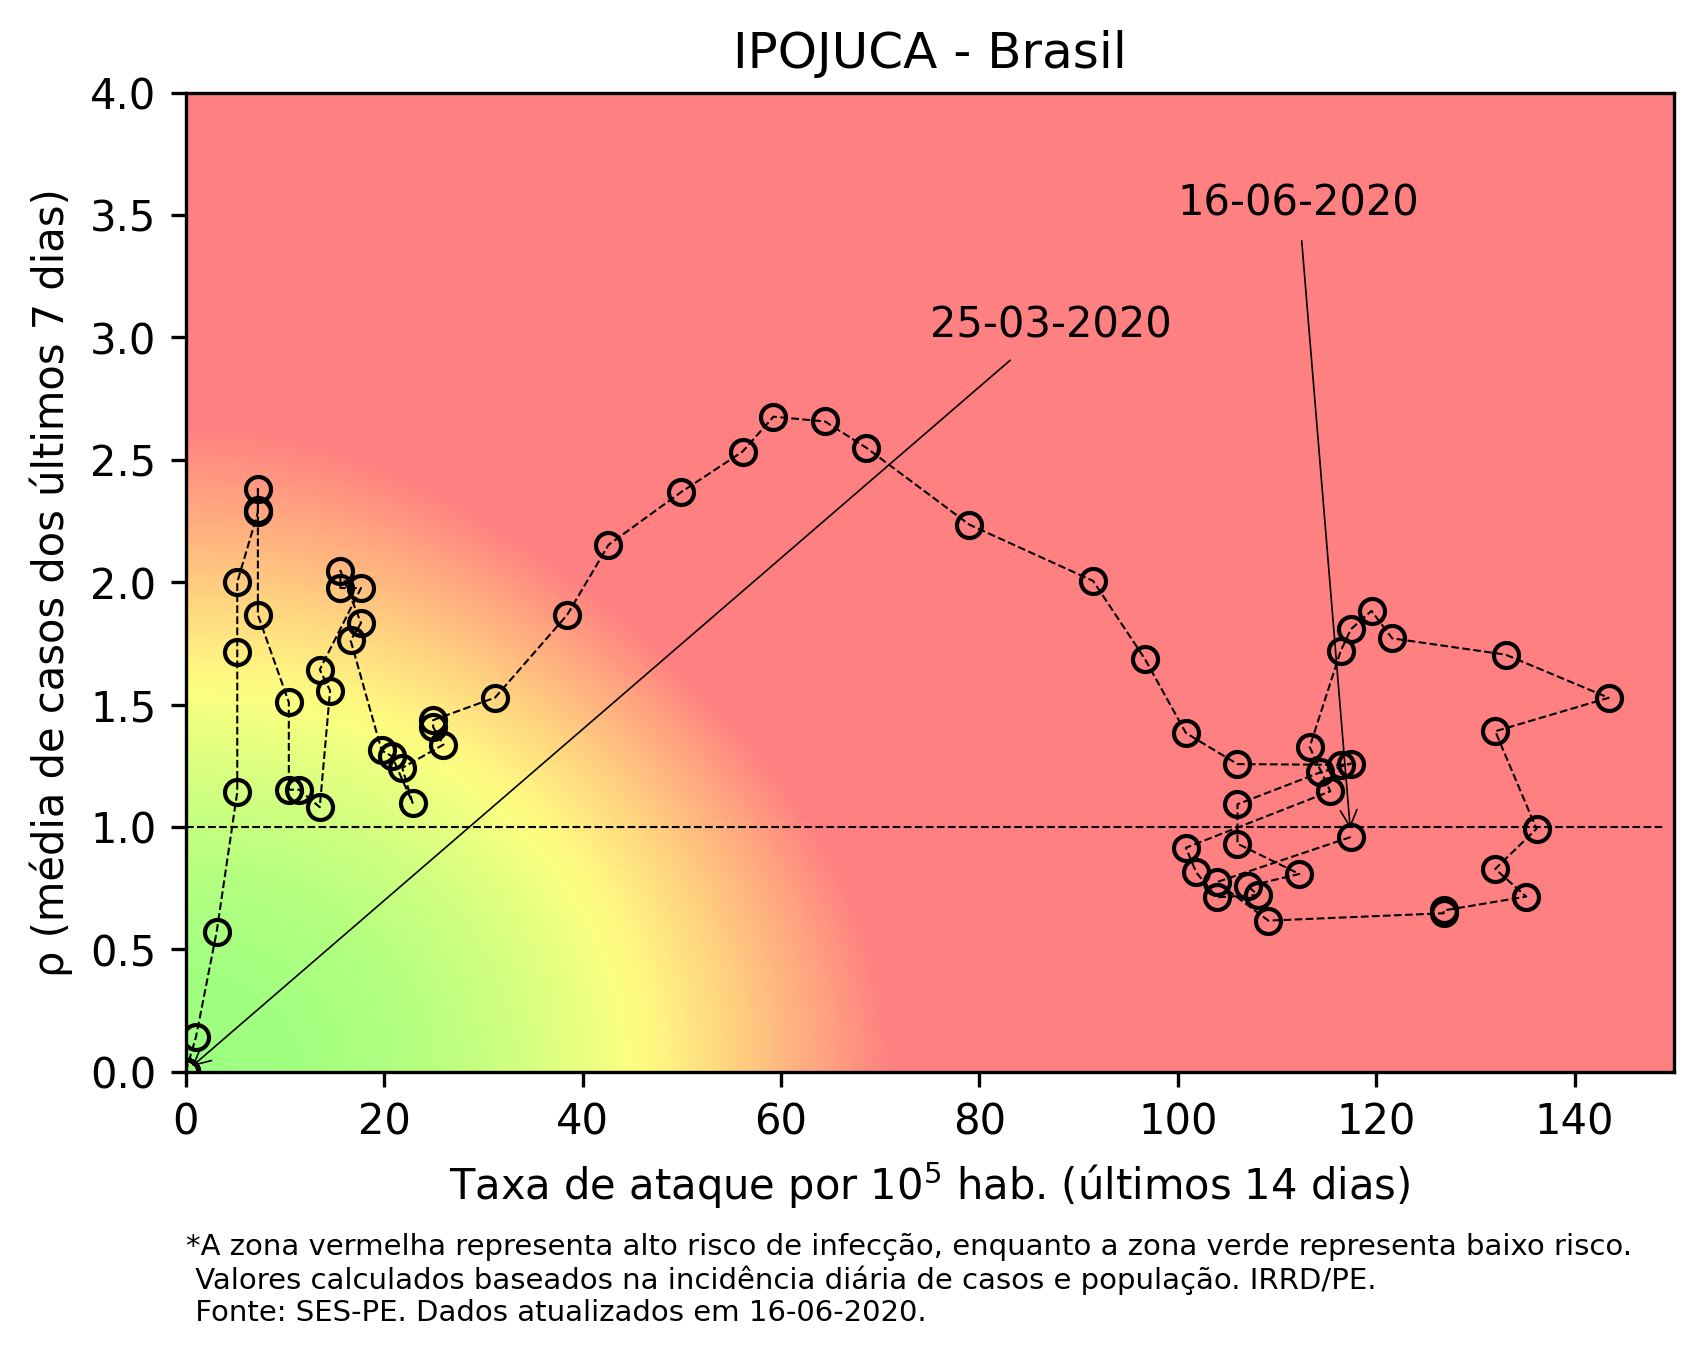 IPOJUCA - Brasil
4.0
3.5
3.0
2.5
2.0
1.5
1.0
0.5
0.0
ρ (média de casos dos últimos 7 dias)
16-06-2020
25-03-2020
0 20 40 60 80 100 120 140
Taxa de ataque por 10⁵ hab. (últimos 14 dias)
*A zona vermelha representa alto risco de infecção, enquanto a zona verde representa baixo risco.
Valores calculados baseados na incidência diária de casos e população. IRRD/PE.
Fonte: SES-PE. Dados atualizados em 16-06-2020.